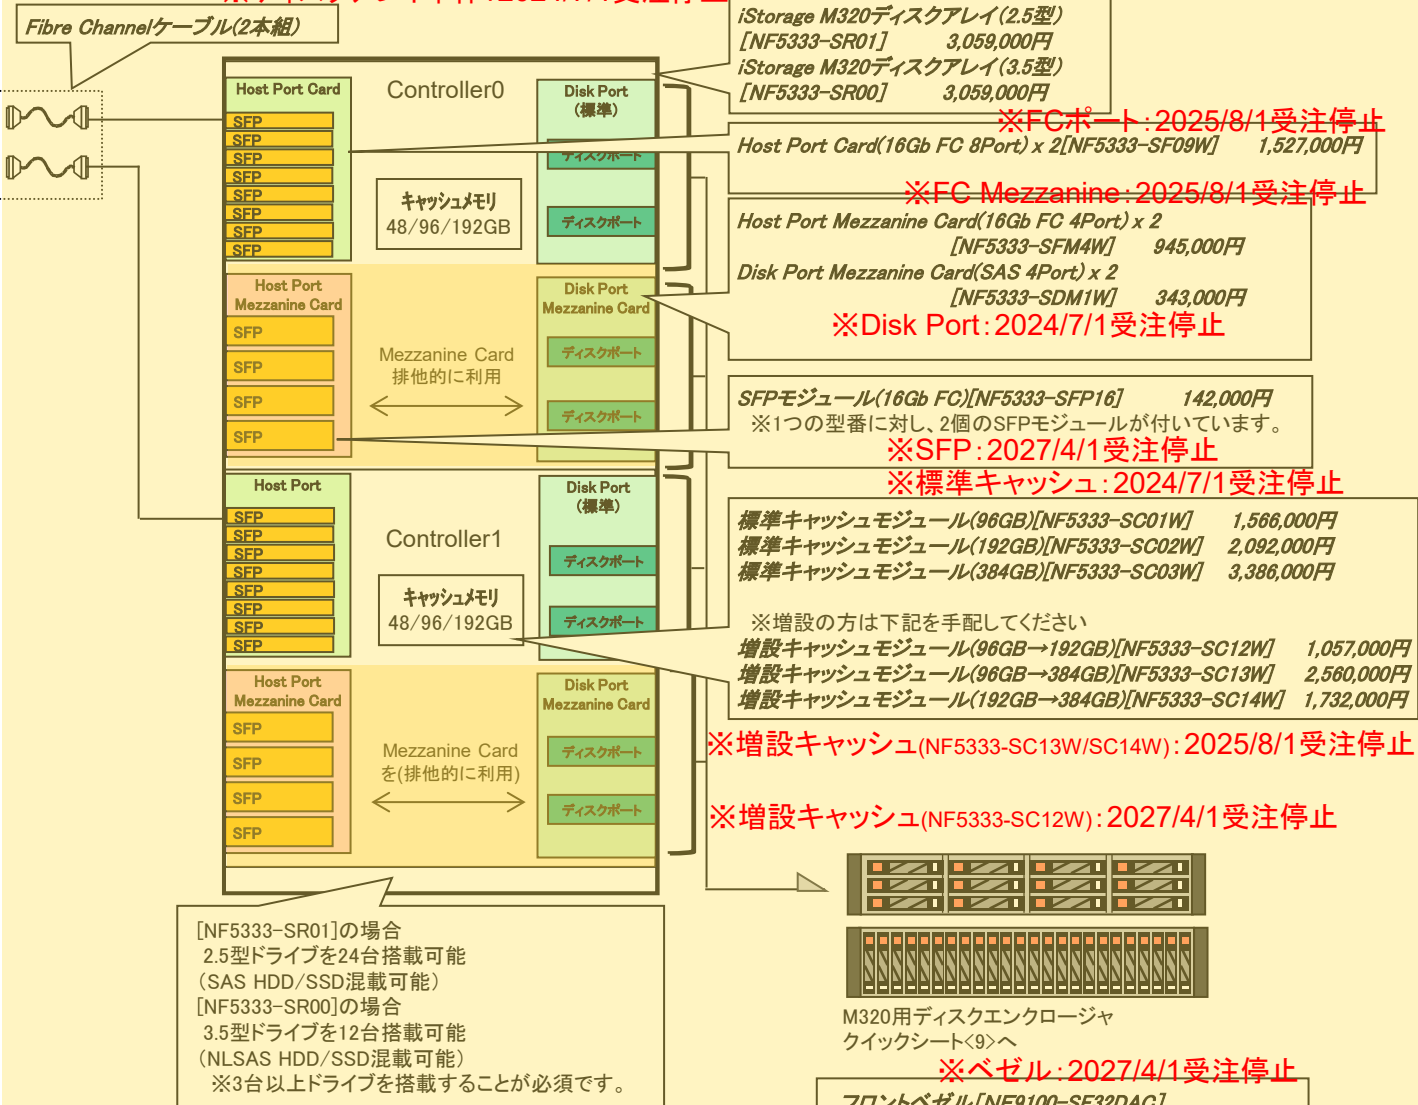 Fibre Channelケーブル(2本組)
iStorage M320ディスクアレイ(2.5型)
[NF5333-SR01] 3,059,000円
iStorage M320ディスクアレイ(3.5型)
[NF5333-SR00] 3,059,000円
※FCポート:2025/8/1受注停止
Host Port Card(16Gb FC 8Port) x 2[NF5333-SF09W] 1,527,000円
※FC Mezzanine:2025/8/1受注停止
Host Port Mezzanine Card(16Gb FC 4Port) x 2
[NF5333-SFM4W] 945,000円
Disk Port Mezzanine Card(SAS 4Port) x 2
[NF5333-SDM1W] 343,000円
※Disk Port:2024/7/1受注停止
SFPモジュール(16Gb FC)[NF5333-SFP16] 142,000円
※1つの型番に対し、2個のSFPモジュールが付いています。
※SFP:2027/4/1受注停止
※標準キャッシュ:2024/7/1受注停止
標準キャッシュモジュール(96GB)[NF5333-SC01W] 1,566,000円
標準キャッシュモジュール(192GB)[NF5333-SC02W] 2,092,000円
標準キャッシュモジュール(384GB)[NF5333-SC03W] 3,386,000円
※増設の方は下記を手配してください
増設キャッシュモジュール(96GB→192GB)[NF5333-SC12W] 1,057,000円
増設キャッシュモジュール(96GB→384GB)[NF5333-SC13W] 2,560,000円
増設キャッシュモジュール(192GB→384GB)[NF5333-SC14W] 1,732,000円
※増設キャッシュ(NF5333-SC13W/SC14W):2025/8/1受注停止
※増設キャッシュ(NF5333-SC12W):2027/4/1受注停止
Host Port Card
SFP
SFP
SFP
SFP
SFP
SFP
SFP
SFP
Controller0
キャッシュメモリ
48/96/192GB
Disk Port
(標準)
ディスクポート
ディスクポート
Host Port
Mezzanine Card
SFP
SFP
SFP
SFP
Mezzanine Card
排他的に利用
Disk Port
Mezzanine Card
ディスクポート
ディスクポート
Host Port
SFP
SFP
SFP
SFP
SFP
SFP
SFP
SFP
Controller1
キャッシュメモリ
48/96/192GB
Disk Port
(標準)
ディスクポート
ディスクポート
Host Port
Mezzanine Card
SFP
SFP
SFP
SFP
Mezzanine Card
を(排他的に利用)
Disk Port
Mezzanine Card
ディスクポート
ディスクポート
[NF5333-SR01]の場合
2.5型ドライブを24台搭載可能
(SAS HDD/SSD混載可能)
[NF5333-SR00]の場合
3.5型ドライブを12台搭載可能
(NLSAS HDD/SSD混載可能)
※3台以上ドライブを搭載することが必須です。
M320用ディスクエンクロージャ
クイックシート<9>へ
※ベゼル:2027/4/1受注停止
フロントベゼル[NF9100-SF32DAC]